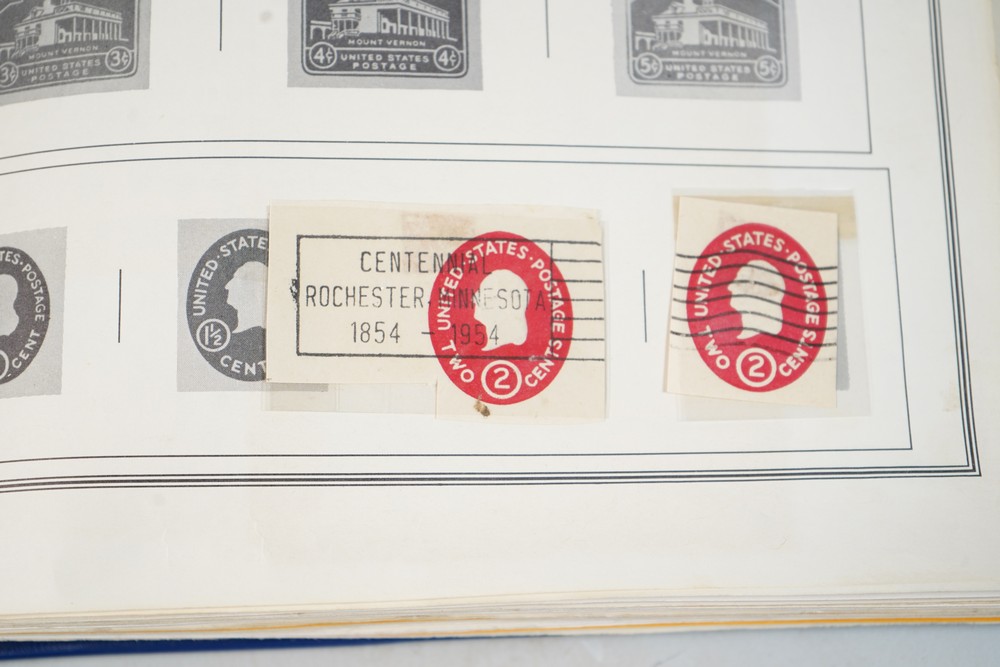 MOUNT VERNON
3¢ UNITED STATES 3¢
POSTAGE
MOUNT VERNON
4¢ UNITED STATES 4¢
POSTAGE
MOUNT VERNON
5¢ UNITED STATES 5¢
POSTAGE
POSTAGE
CENT
UNITED STATES
1½
CENT
CENTENNIAL
ROCHESTER, MINNESOTA
1854 - 1954
UNITED STATES · POSTAGE
TWO 2 CENTS
UNITED STATES · POSTAGE
TWO 2 CENTS